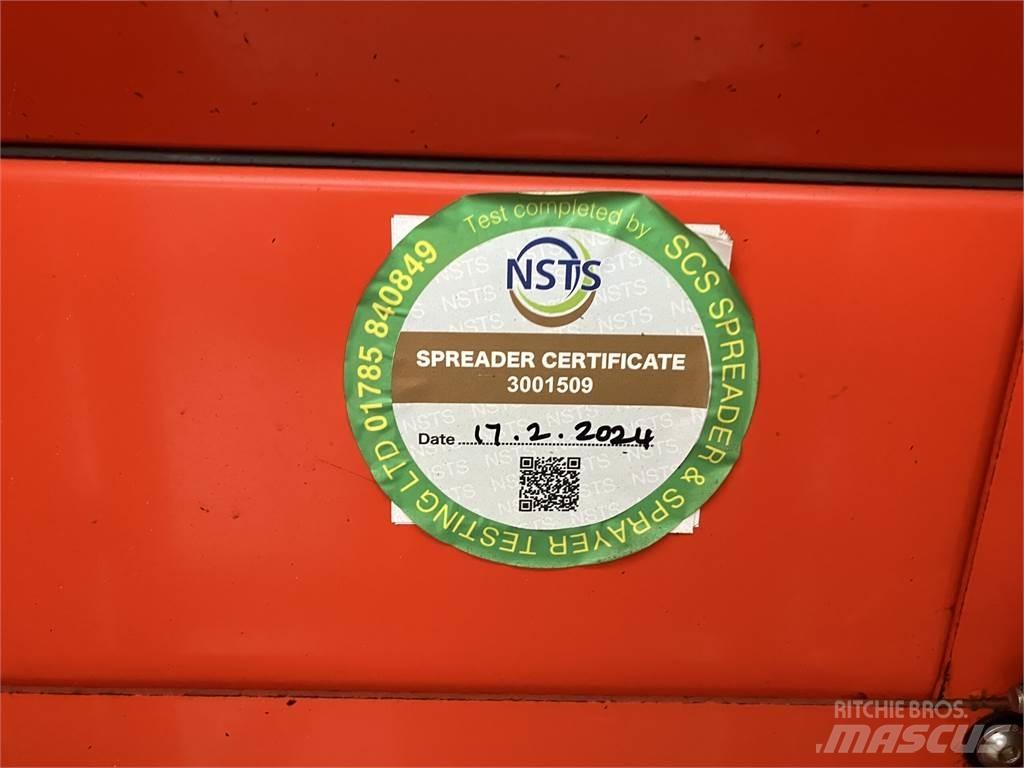 Test completed by
SCS SPREADER & SPRAYER TESTING LTD 01785 840849
NSTS
SPREADER CERTIFICATE
3001509
Date 17.2.2024
RITCHIE BROS.
MASCUS